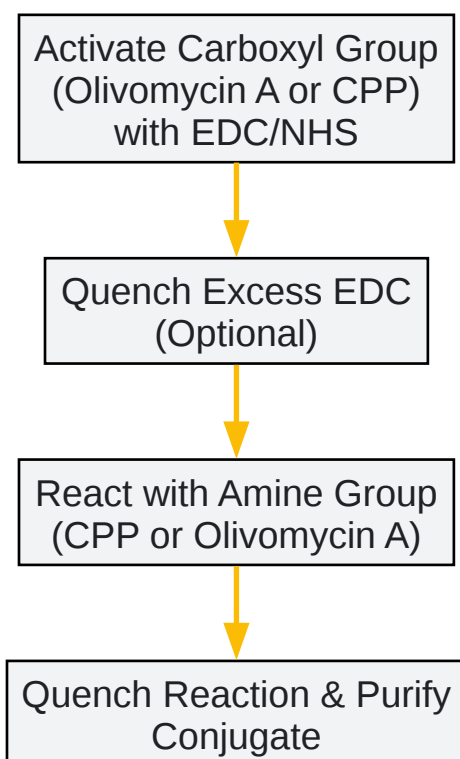 Activate Carboxyl Group
(Olivomycin A or CPP)
with EDC/NHS
Quench Excess EDC
(Optional)
React with Amine Group
(CPP or Olivomycin A)
Quench Reaction & Purify
Conjugate